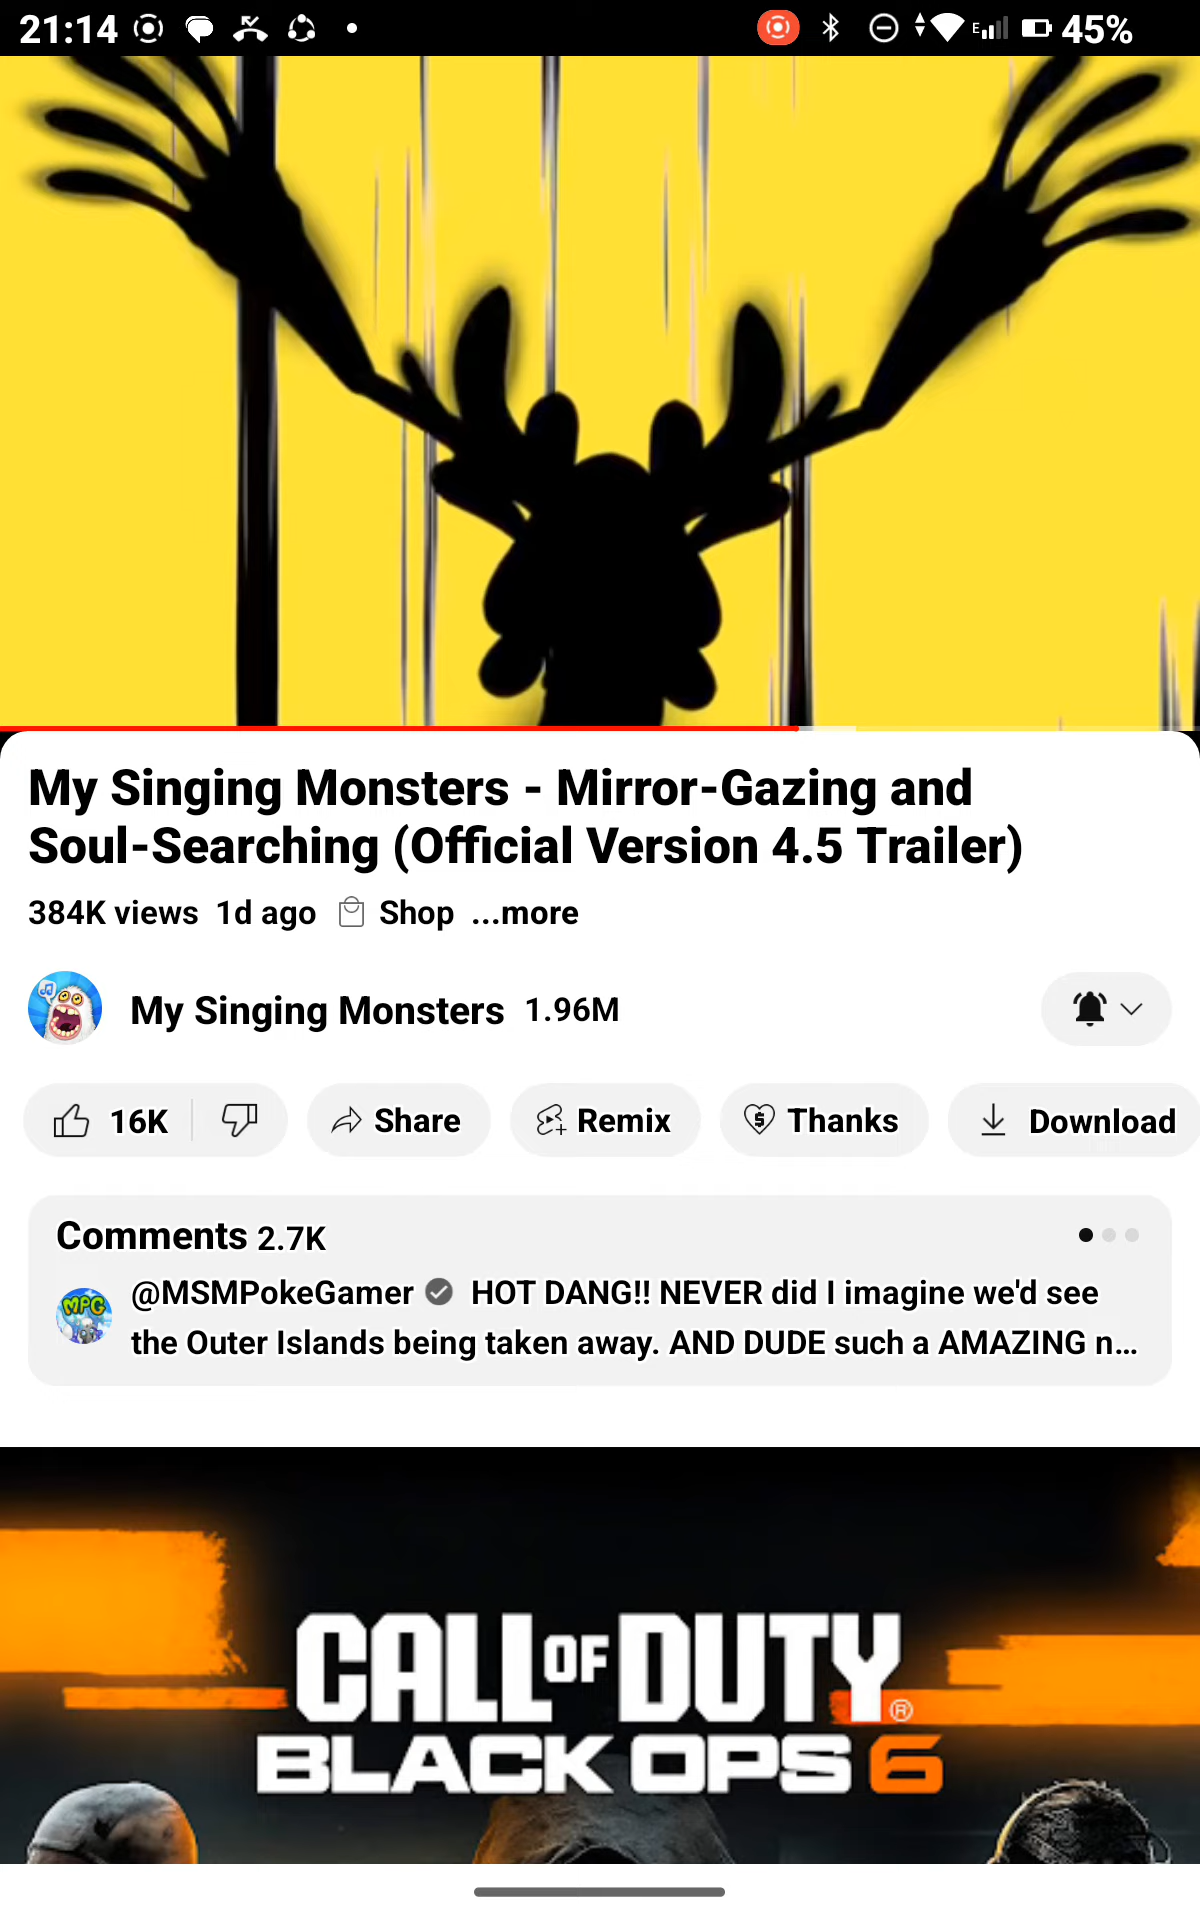 21:14
E
45%
My Singing Monsters - Mirror-Gazing and
Soul-Searching (Official Version 4.5 Trailer)
384K views 1d ago Shop ...more
My Singing Monsters 1.96M
16K
Share
Remix
Thanks
Download
Comments 2.7K
MPG
@MSMPokeGamer HOT DANG!! NEVER did I imagine we'd see
the Outer Islands being taken away. AND DUDE such a AMAZING n...
CALL OF DUTY®
BLACK OPS 6